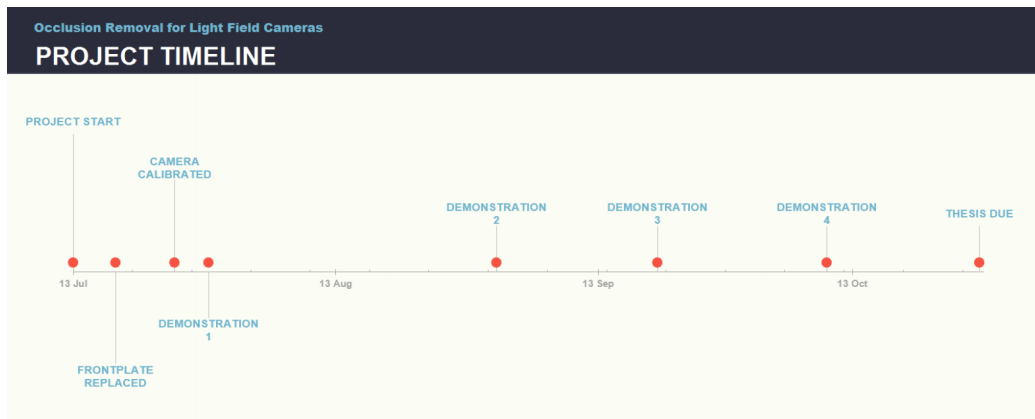 Occlusion Removal for Light Field Cameras
PROJECT TIMELINE
PROJECT START
CAMERA
CALIBRATED
DEMONSTRATION
2
DEMONSTRATION
3
DEMONSTRATION
4
THESIS DUE
13 Jul
13 Aug
13 Sep
13 Oct
DEMONSTRATION
1
FRONTPLATE
REPLACED